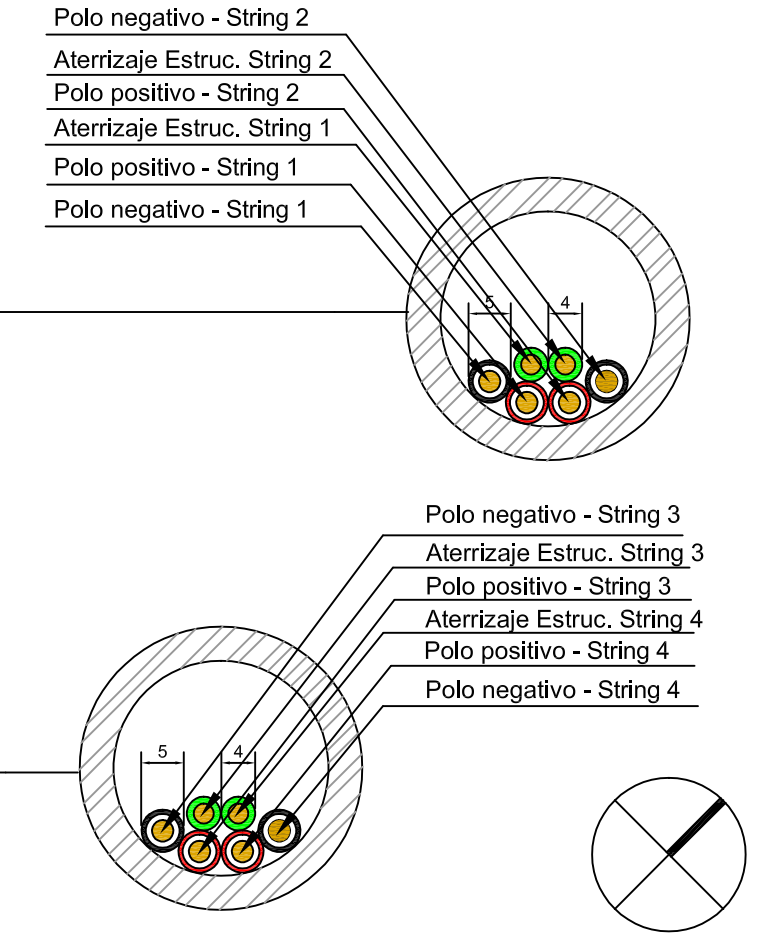 Polo negativo - String 2
Aterrizaje Estruc. String 2
Polo positivo - String 2
Aterrizaje Estruc. String 1
Polo positivo - String 1
Polo negativo - String 1
5
4
Polo negativo - String 3
Aterrizaje Estruc. String 3
Polo positivo - String 3
Aterrizaje Estruc. String 4
Polo positivo - String 4
Polo negativo - String 4
5
4